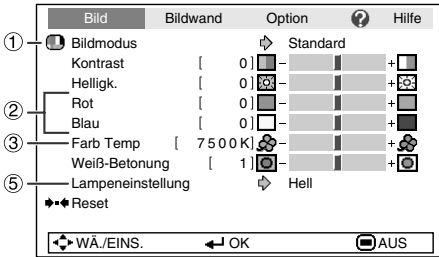 Bild Bildwand Option ? Hilfe
① Bildmodus Standard
Kontrast [ 0] - +
Helligk. [ 0] - +
② Rot [ 0] - +
Blau [ 0] - +
③ Farb Temp [ 7500K] - +
Weiß-Betonung [ 1] - +
⑤ Lampeneinstellung Hell
Reset
WÄ./EINS. OK AUS